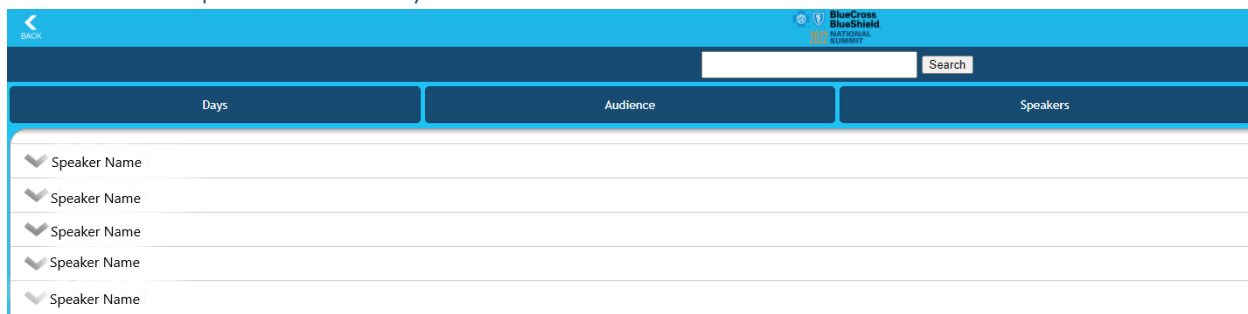 BACK
BlueCross
BlueShield
NATIONAL
SUMMIT
Search
Days
Audience
Speakers
Speaker Name
Speaker Name
Speaker Name
Speaker Name
Speaker Name